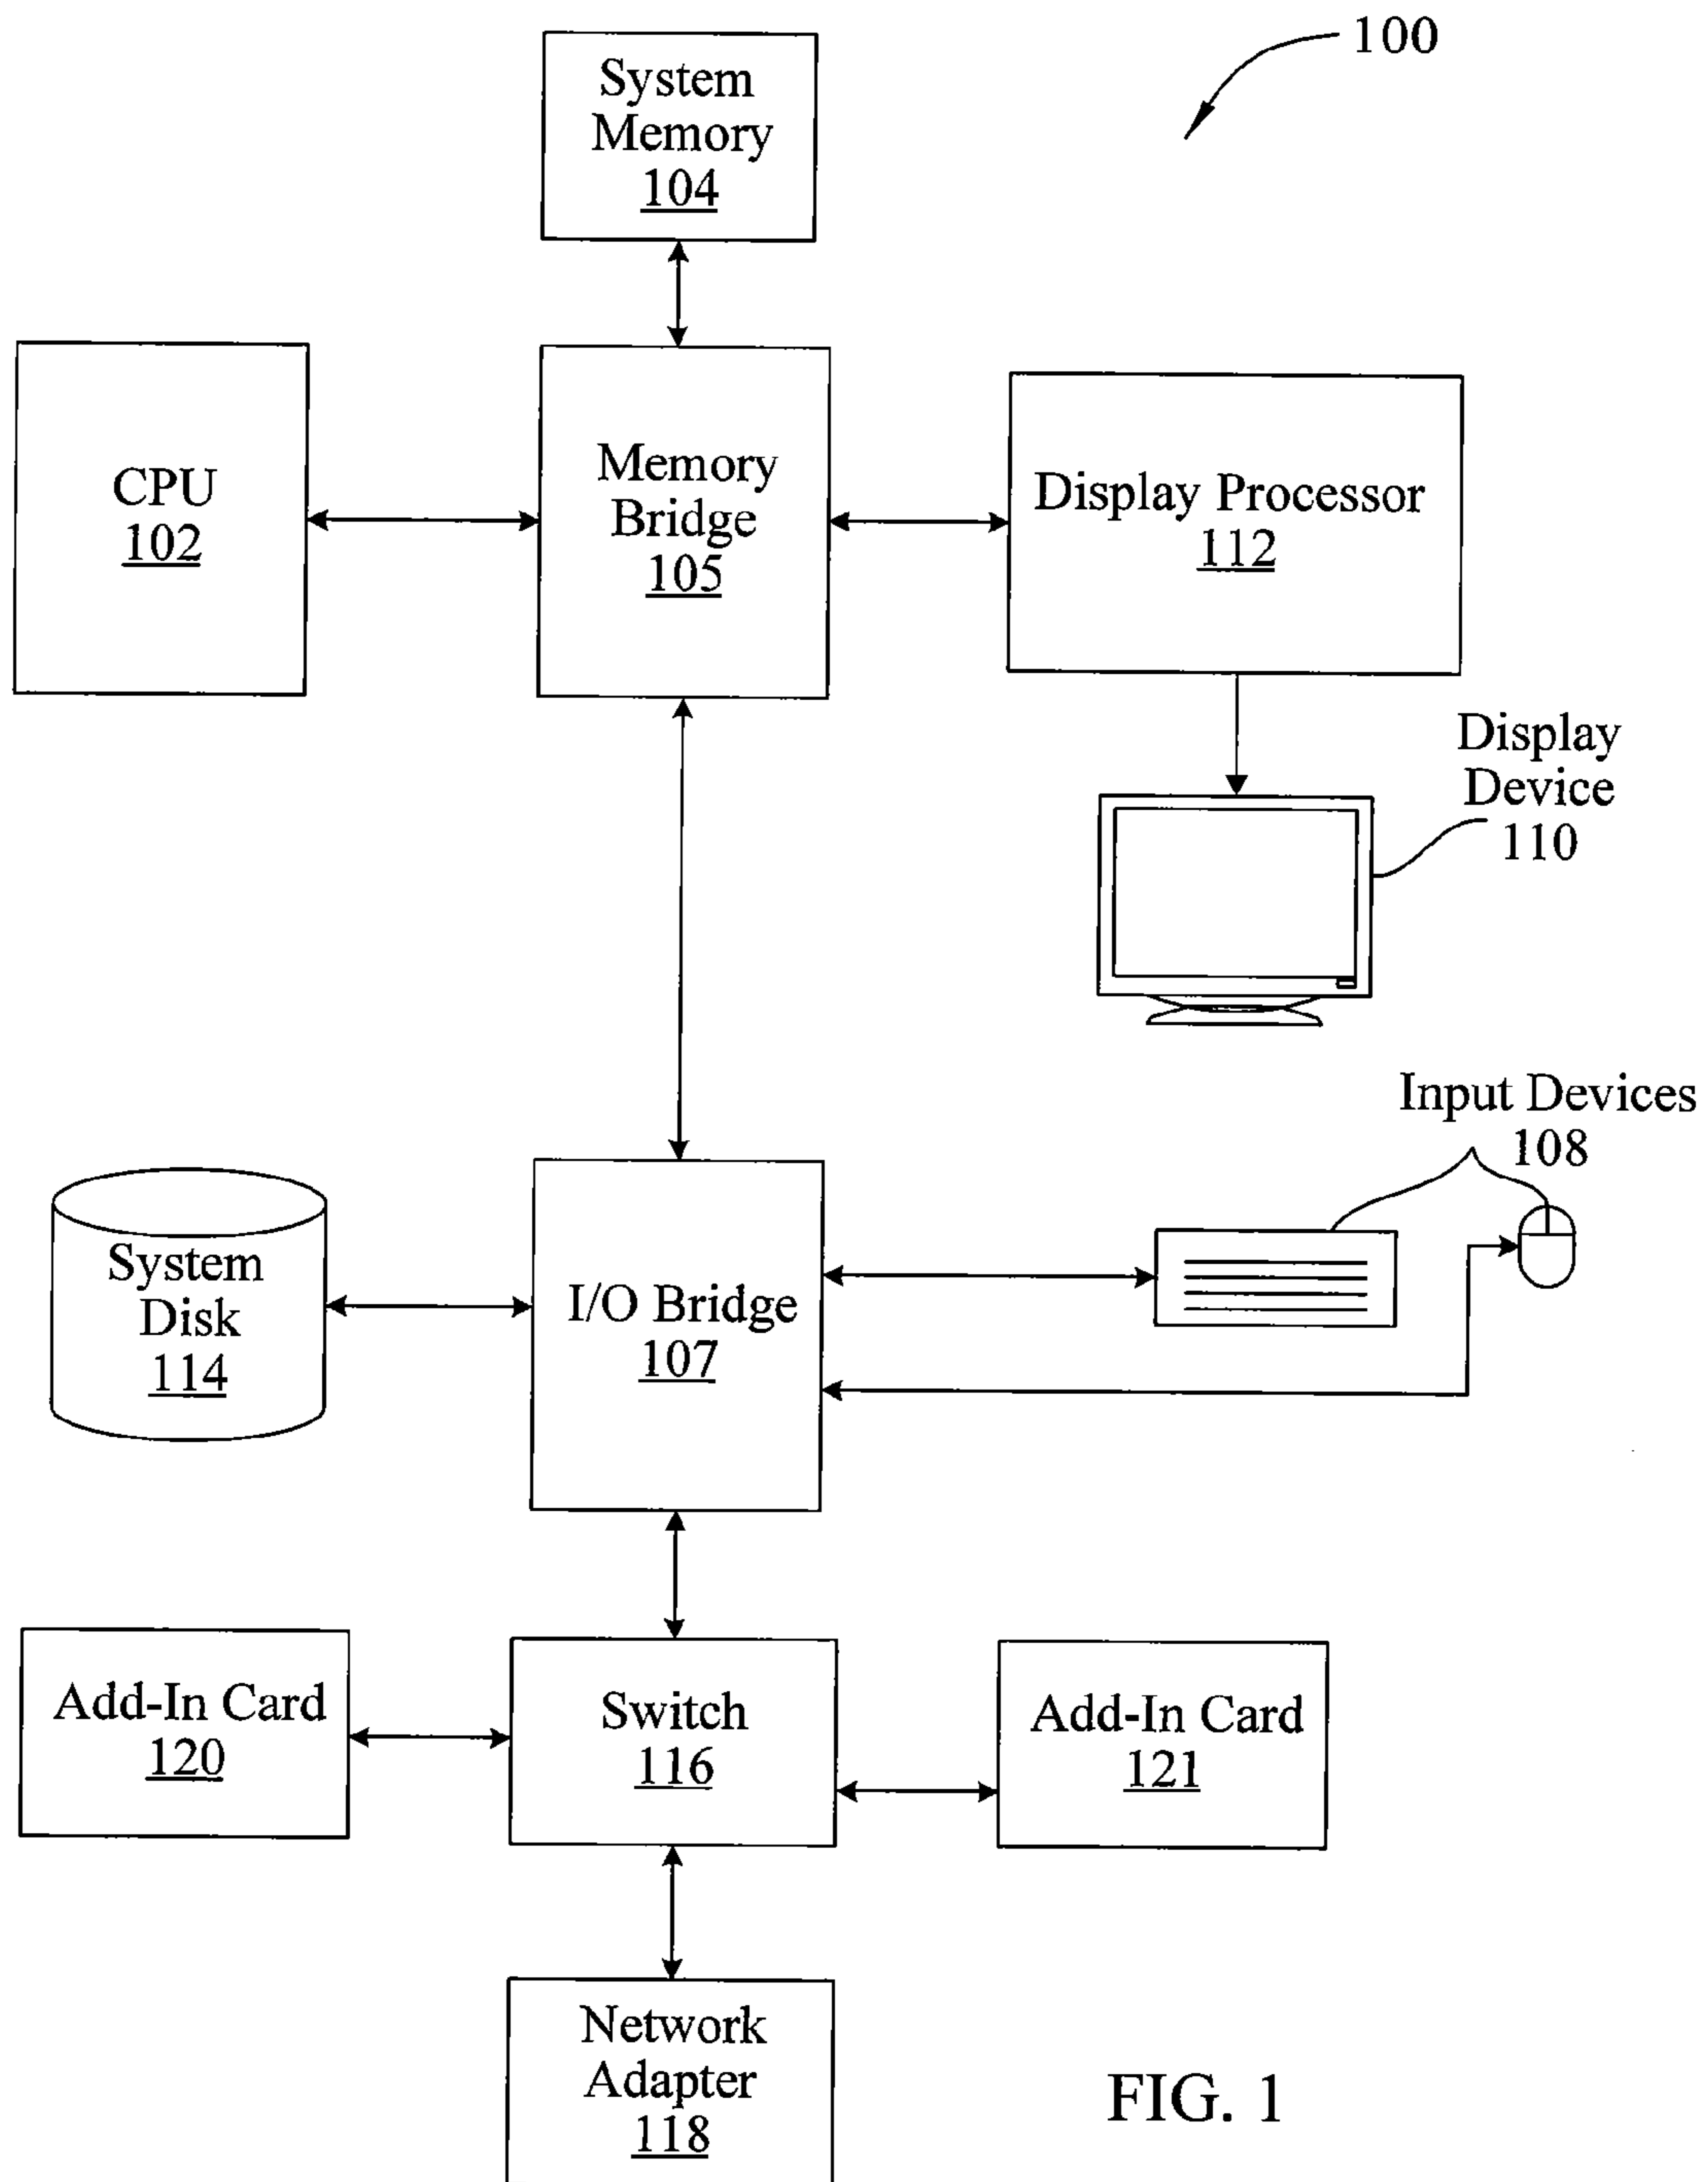 100
System
Memory
104
CPU
102
Memory
Bridge
105
Display Processor
112
Display
Device
110
Input Devices
108
System
Disk
114
I/O Bridge
107
Add-In Card
120
Switch
116
Add-In Card
121
Network
Adapter
118
FIG. 1